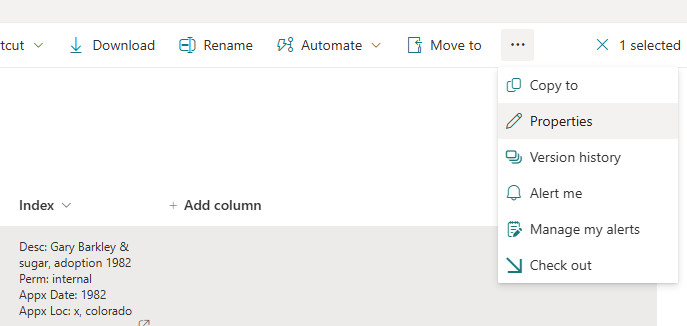 rtcut Download Rename Automate Move to ... 1 selected
Copy to
Properties
Version history
Alert me
Manage my alerts
Check out
Index + Add column
Desc: Gary Barkley &
sugar, adoption 1982
Perm: internal
Appx Date: 1982
Appx Loc: x, colorado